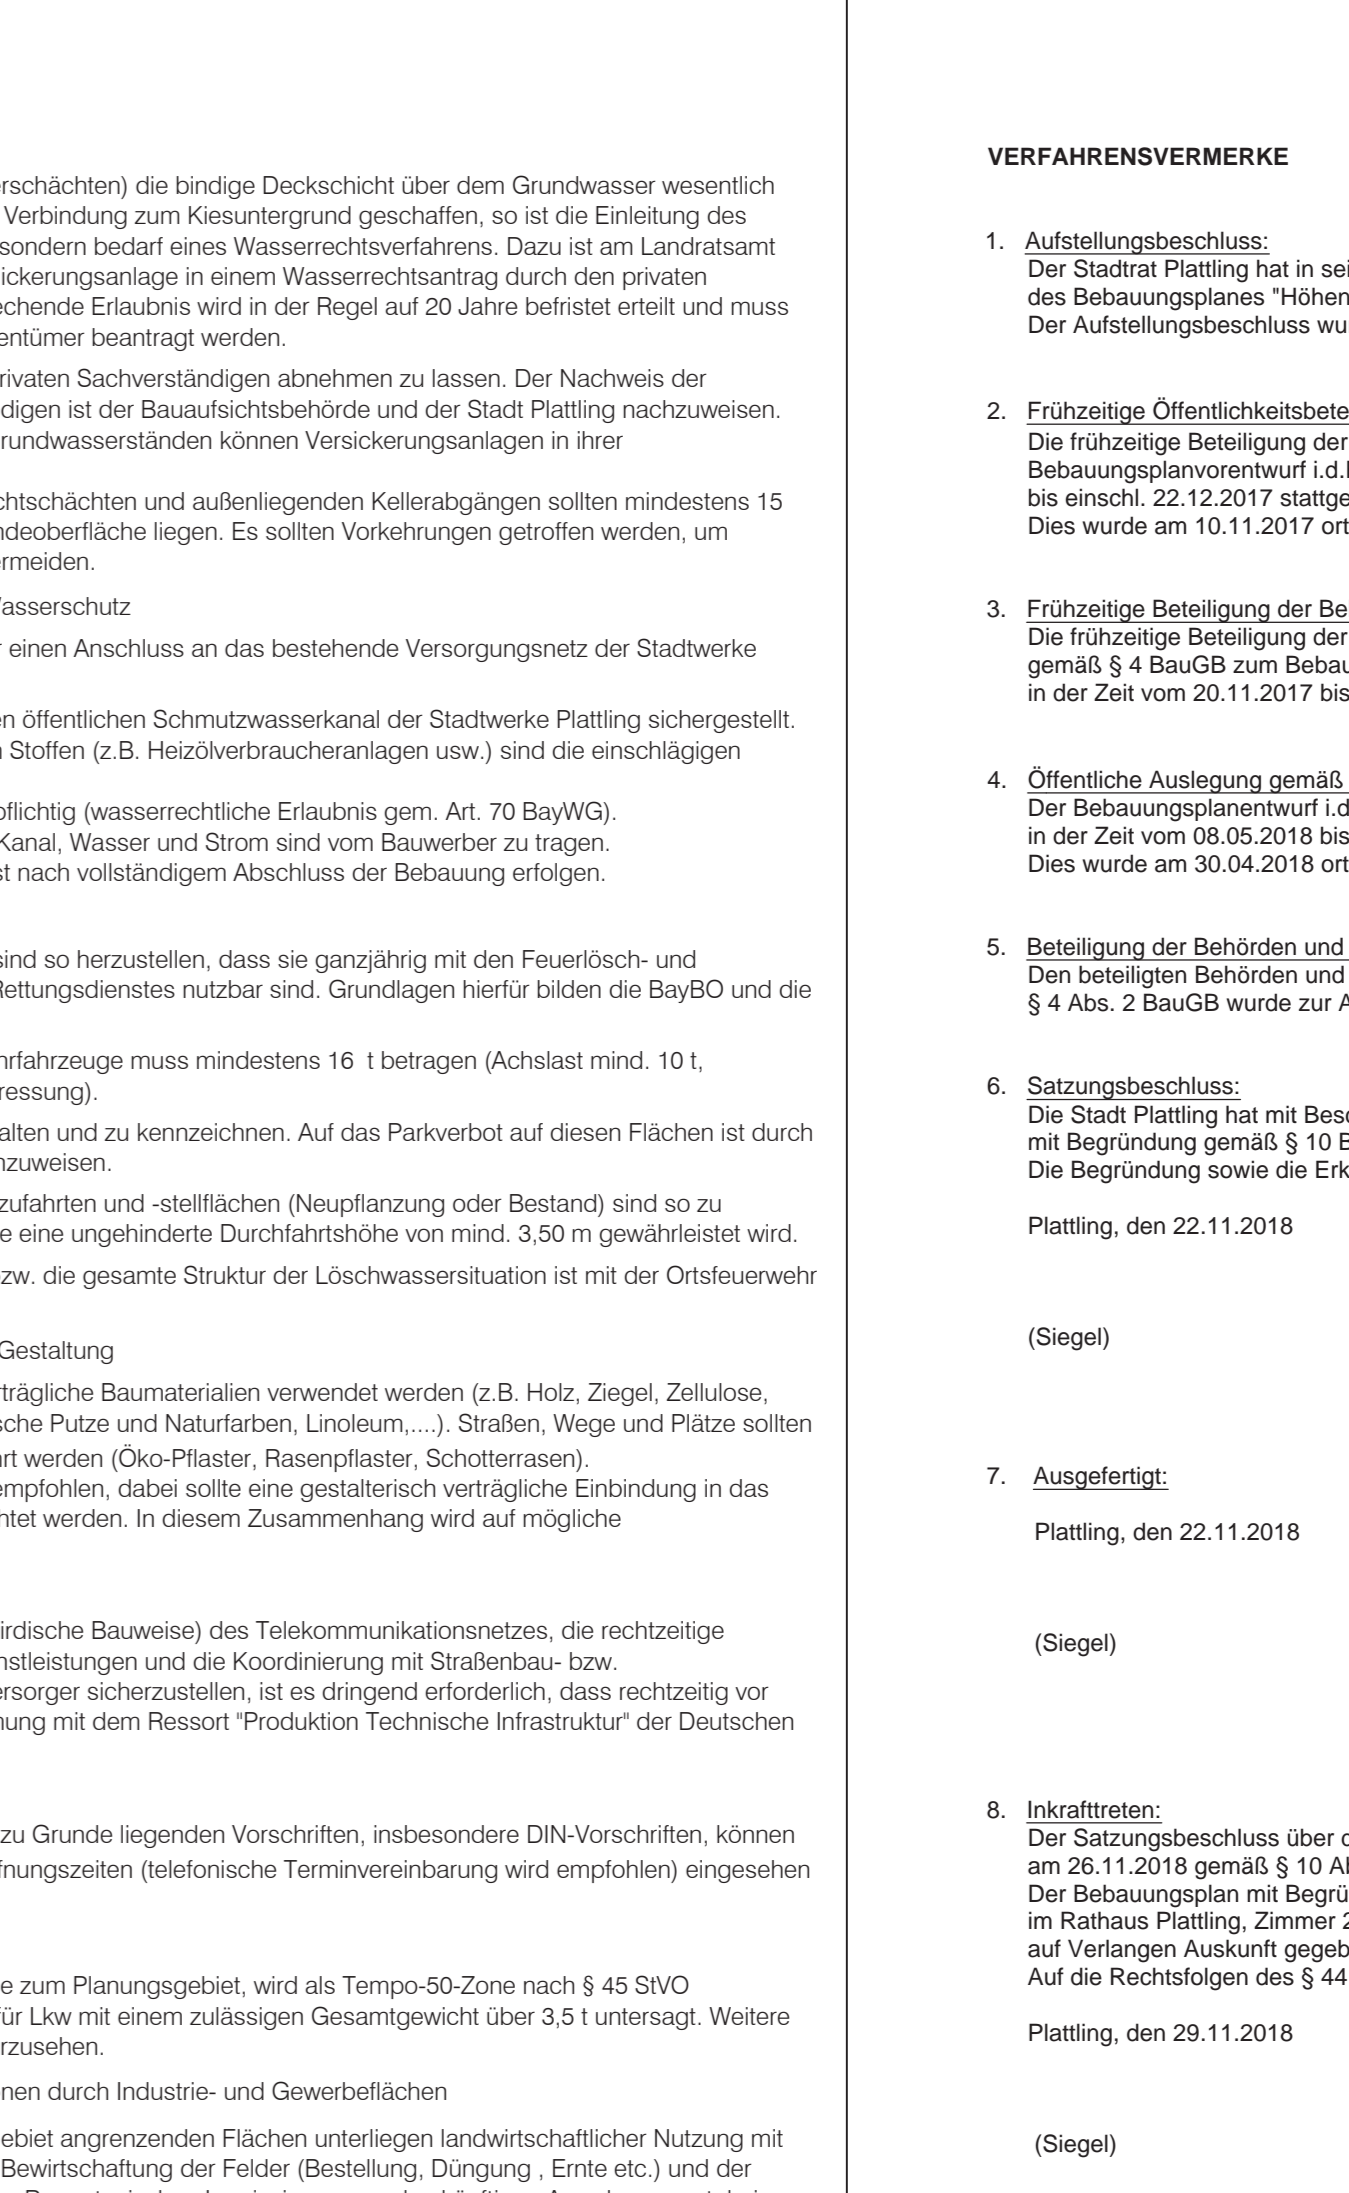 erschächten) die bindige Deckschicht über dem Grundwasser wesentlich
Verbindung zum Kiesuntergrund geschaffen, so ist die Einleitung des
sondern bedarf eines Wasserrechtsverfahrens. Dazu ist am Landratsamt
ickerungsanlage in einem Wasserrechtsantrag durch den privaten
echende Erlaubnis wird in der Regel auf 20 Jahre befristet erteilt und muss
entümer beantragt werden.
rivaten Sachverständigen abnehmen zu lassen. Der Nachweis der
digen ist der Bauaufsichtsbehörde und der Stadt Plattling nachzuweisen.
rundwasserständen können Versickerungsanlagen in ihrer
chtschächten und außenliegenden Kellerabgängen sollten mindestens 15
ndeoberfläche liegen. Es sollten Vorkehrungen getroffen werden, um
ermeiden.
Wasserschutz
r einen Anschluss an das bestehende Versorgungsnetz der Stadtwerke
en öffentlichen Schmutzwasserkanal der Stadtwerke Plattling sichergestellt.
n Stoffen (z.B. Heizölverbraucheranlagen usw.) sind die einschlägigen
pflichtig (wasserrechtliche Erlaubnis gem. Art. 70 BayWG).
Kanal, Wasser und Strom sind vom Bauwerber zu tragen.
st nach vollständigem Abschluss der Bebauung erfolgen.
sind so herzustellen, dass sie ganzjährig mit den Feuerlösch- und
Rettungsdienstes nutzbar sind. Grundlagen hierfür bilden die BayBO und die
hrfahrzeuge muss mindestens 16 t betragen (Achslast mind. 10 t,
ressung).
alten und zu kennzeichnen. Auf das Parkverbot auf diesen Flächen ist durch
nzuweisen.
zufahrten und -stellflächen (Neupflanzung oder Bestand) sind so zu
e eine ungehinderte Durchfahrtshöhe von mind. 3,50 m gewährleistet wird.
zw. die gesamte Struktur der Löschwassersituation ist mit der Ortsfeuerwehr
Gestaltung
rträgliche Baumaterialien verwendet werden (z.B. Holz, Ziegel, Zellulose,
sche Putze und Naturfarben, Linoleum,....). Straßen, Wege und Plätze sollten
hrt werden (Öko-Pflaster, Rasenpflaster, Schotterrasen).
empfohlen, dabei sollte eine gestalterisch verträgliche Einbindung in das
htet werden. In diesem Zusammenhang wird auf mögliche
irdische Bauweise) des Telekommunikationsnetzes, die rechtzeitige
nstleistungen und die Koordinierung mit Straßenbau- bzw.
ersorger sicherzustellen, ist es dringend erforderlich, dass rechtzeitig vor
nung mit dem Ressort "Produktion Technische Infrastruktur" der Deutschen
zu Grunde liegenden Vorschriften, insbesondere DIN-Vorschriften, können
fnungszeiten (telefonische Terminvereinbarung wird empfohlen) eingesehen
e zum Planungsgebiet, wird als Tempo-50-Zone nach § 45 StVO
für Lkw mit einem zulässigen Gesamtgewicht über 3,5 t untersagt. Weitere
rzusehen.
nen durch Industrie- und Gewerbeflächen
ebiet angrenzenden Flächen unterliegen landwirtschaftlicher Nutzung mit
Bewirtschaftung der Felder (Bestellung, Düngung , Ernte etc.) und der
VERFAHRENSVERMERKE
1. Aufstellungsbeschluss:
Der Stadtrat Plattling hat in sei
des Bebauungsplanes "Höhen
Der Aufstellungsbeschluss wu
2. Frühzeitige Öffentlichkeitsbete
Die frühzeitige Beteiligung der
Bebauungsplanvorentwurf i.d.
bis einschl. 22.12.2017 stattge
Dies wurde am 10.11.2017 ort
3. Frühzeitige Beteiligung der Be
Die frühzeitige Beteiligung der
gemäß § 4 BauGB zum Bebau
in der Zeit vom 20.11.2017 bis
4. Öffentliche Auslegung gemäß
Der Bebauungsplanentwurf i.d
in der Zeit vom 08.05.2018 bis
Dies wurde am 30.04.2018 ort
5. Beteiligung der Behörden und
Den beteiligten Behörden und
§ 4 Abs. 2 BauGB wurde zur A
6. Satzungsbeschluss:
Die Stadt Plattling hat mit Besc
mit Begründung gemäß § 10 B
Die Begründung sowie die Erk
Plattling, den 22.11.2018
(Siegel)
7. Ausgefertigt:
Plattling, den 22.11.2018
(Siegel)
8. Inkrafttreten:
Der Satzungsbeschluss über d
am 26.11.2018 gemäß § 10 Ab
Der Bebauungsplan mit Begrü
im Rathaus Plattling, Zimmer 2
auf Verlangen Auskunft gegeb
Auf die Rechtsfolgen des § 44
Plattling, den 29.11.2018
(Siegel)